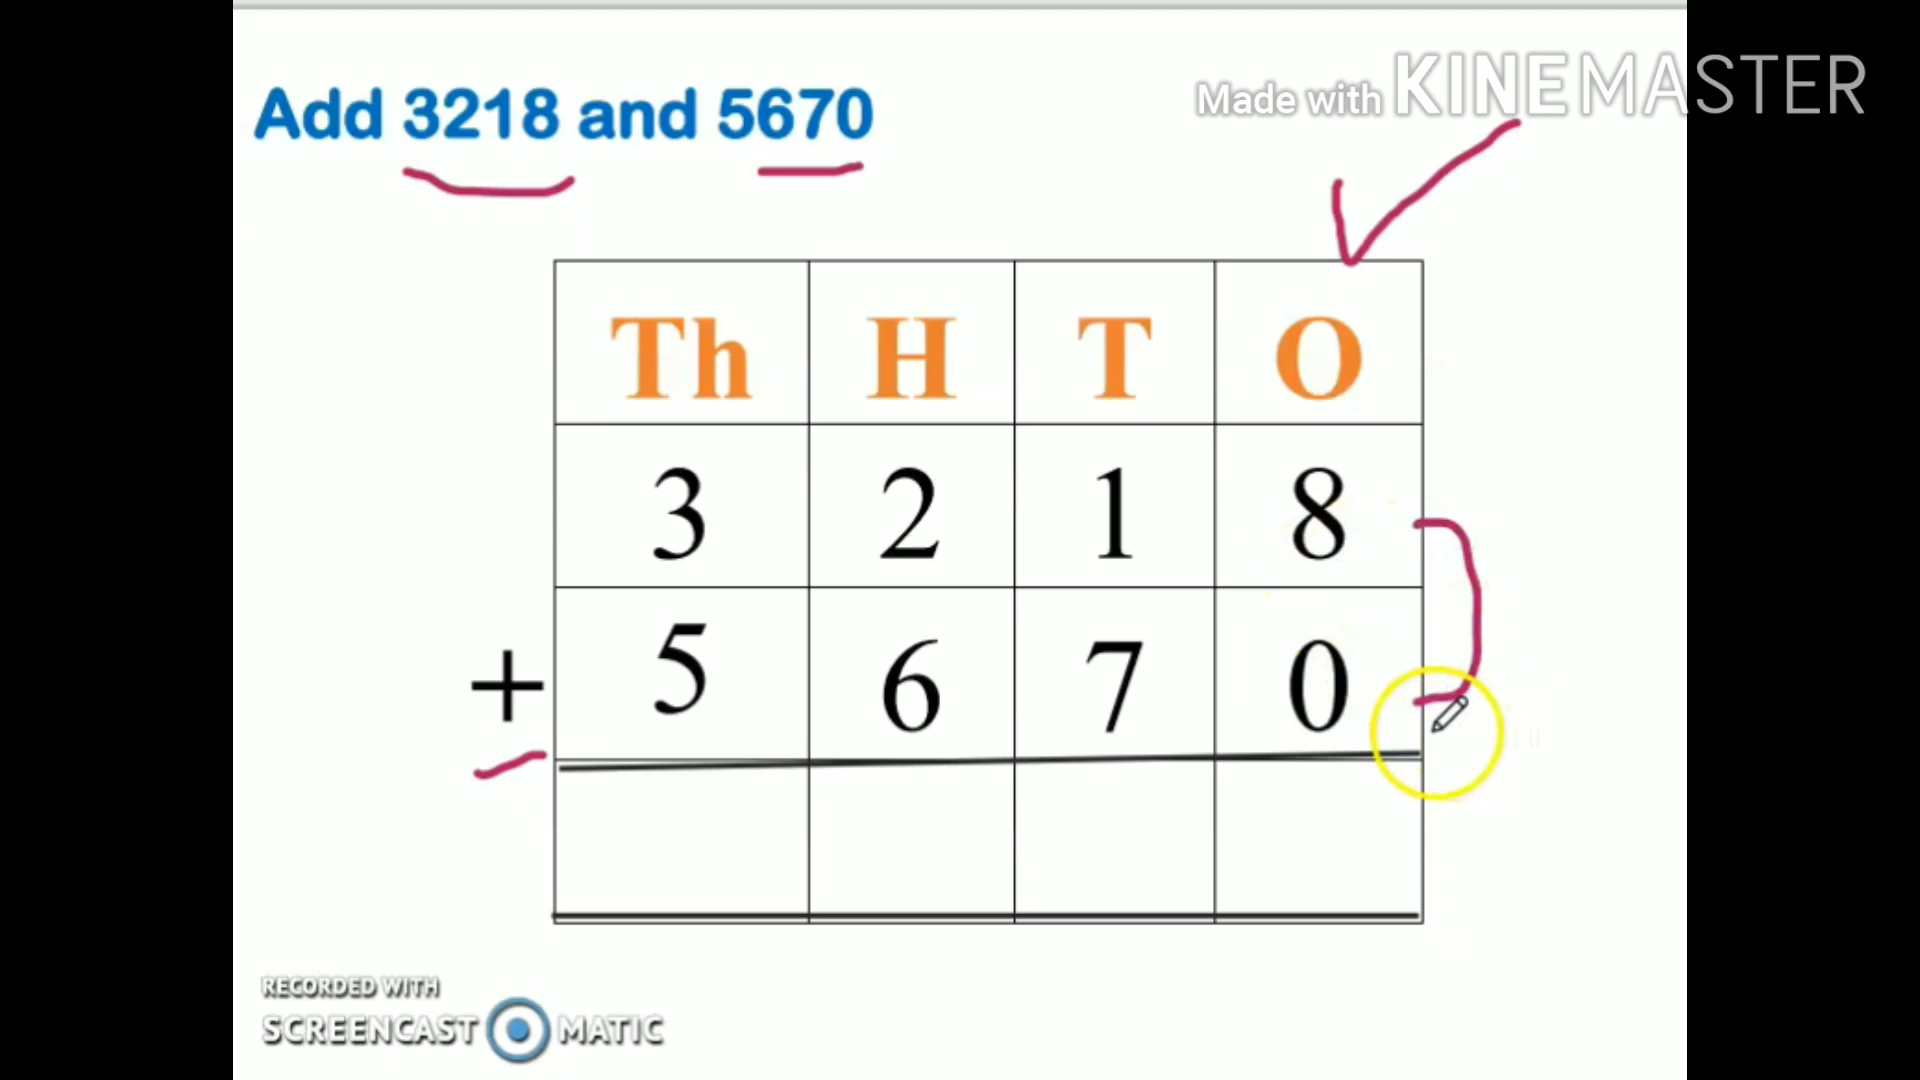 Made with KINEMASTER
Add 3218 and 5670
Th H T O
3 2 1 8
+ 5 6 7 0
RECORDED WITH
SCREENCAST MATIC